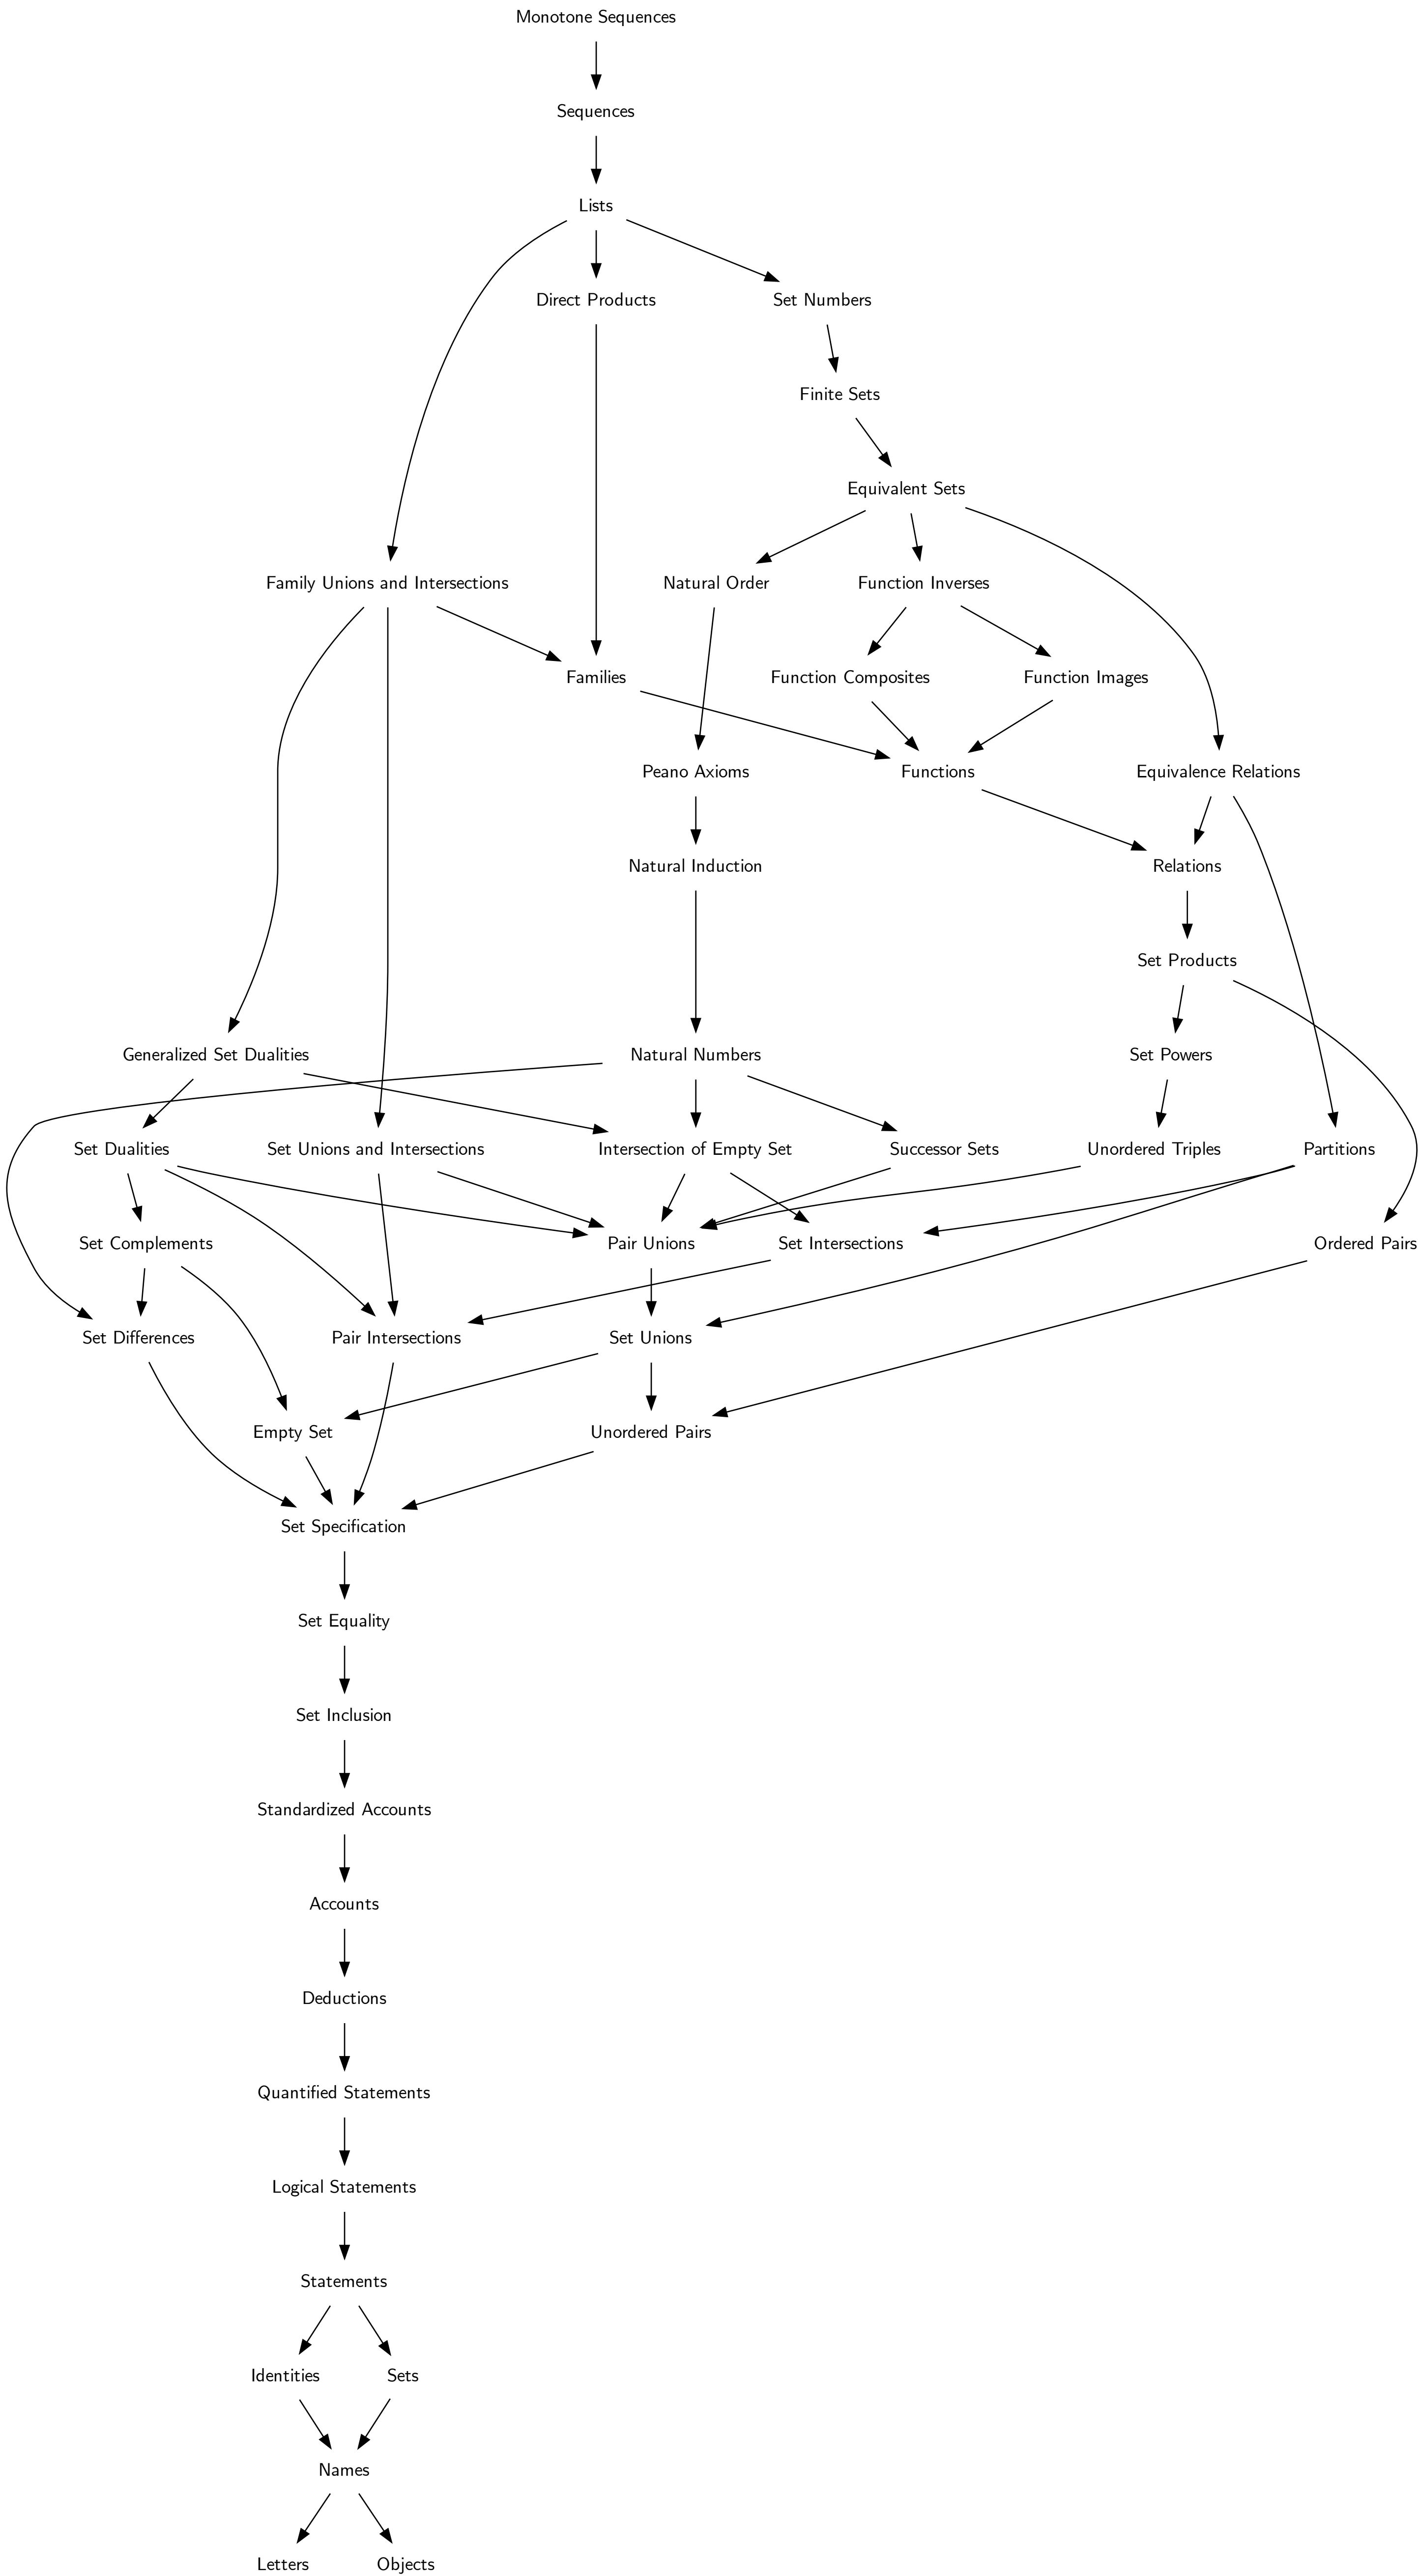 Monotone Sequences
Sequences
Lists
Direct Products
Set Numbers
Finite Sets
Equivalent Sets
Family Unions and Intersections
Natural Order
Function Inverses
Families
Function Composites
Function Images
Peano Axioms
Functions
Equivalence Relations
Natural Induction
Relations
Set Products
Generalized Set Dualities
Natural Numbers
Set Powers
Set Dualities
Set Unions and Intersections
Intersection of Empty Set
Successor Sets
Unordered Triples
Partitions
Set Complements
Pair Unions
Set Intersections
Ordered Pairs
Set Differences
Pair Intersections
Set Unions
Empty Set
Unordered Pairs
Set Specification
Set Equality
Set Inclusion
Standardized Accounts
Accounts
Deductions
Quantified Statements
Logical Statements
Statements
Identities
Sets
Names
Letters
Objects